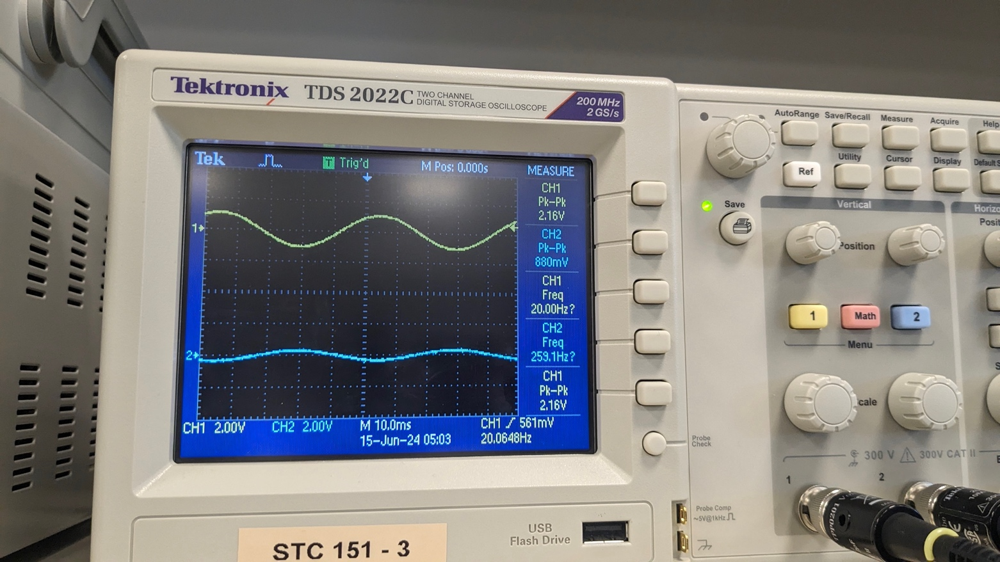 Tektronix TDS 2022C TWO CHANNEL
DIGITAL STORAGE OSCILLOSCOPE
200 MHz
2 GS/s
Tek Trig'd M Pos: 0.000s MEASURE
CH1
Pk-Pk
2.16V
CH2
Pk-Pk
880mV
CH1
Freq
20.00Hz?
CH2
Freq
259.1Hz?
CH1
Pk-Pk
2.16V
1
2
CH1 2.00V CH2 2.00V M 10.0ms CH1 561mV
15-Jun-24 05:03 20.0648Hz
USB
Flash Drive
STC 151 - 3
AutoRange Save/Recall Measure Acquire Help
Utility Cursor Display Default
Ref
Save
Vertical
Position
1 Math 2
Menu
Probe
Check
300 V 300V CAT II
1 2
Probe Comp
~5V@1kHz